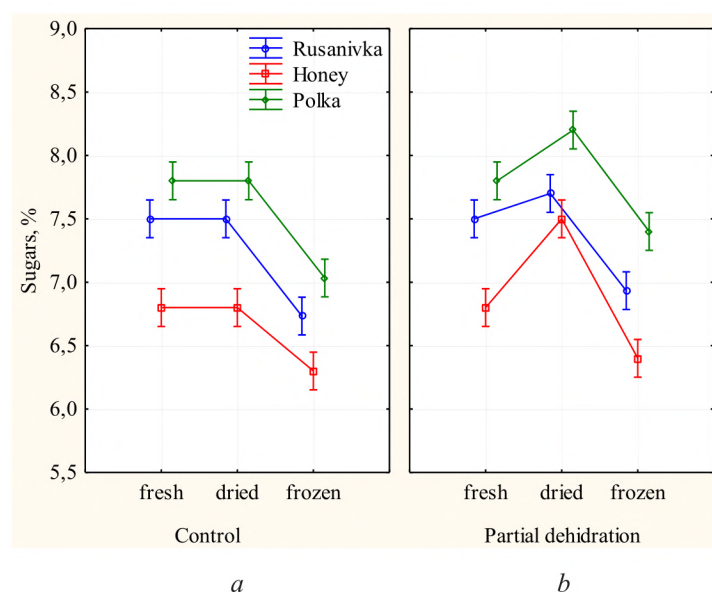 9,0
8,5
8,0
7,5
7,0
6,5
6,0
5,5
Sugars, %
Rusanivka
Honey
Polka
fresh dried frozen
fresh dried frozen
Control
Partial dehidration
a
b